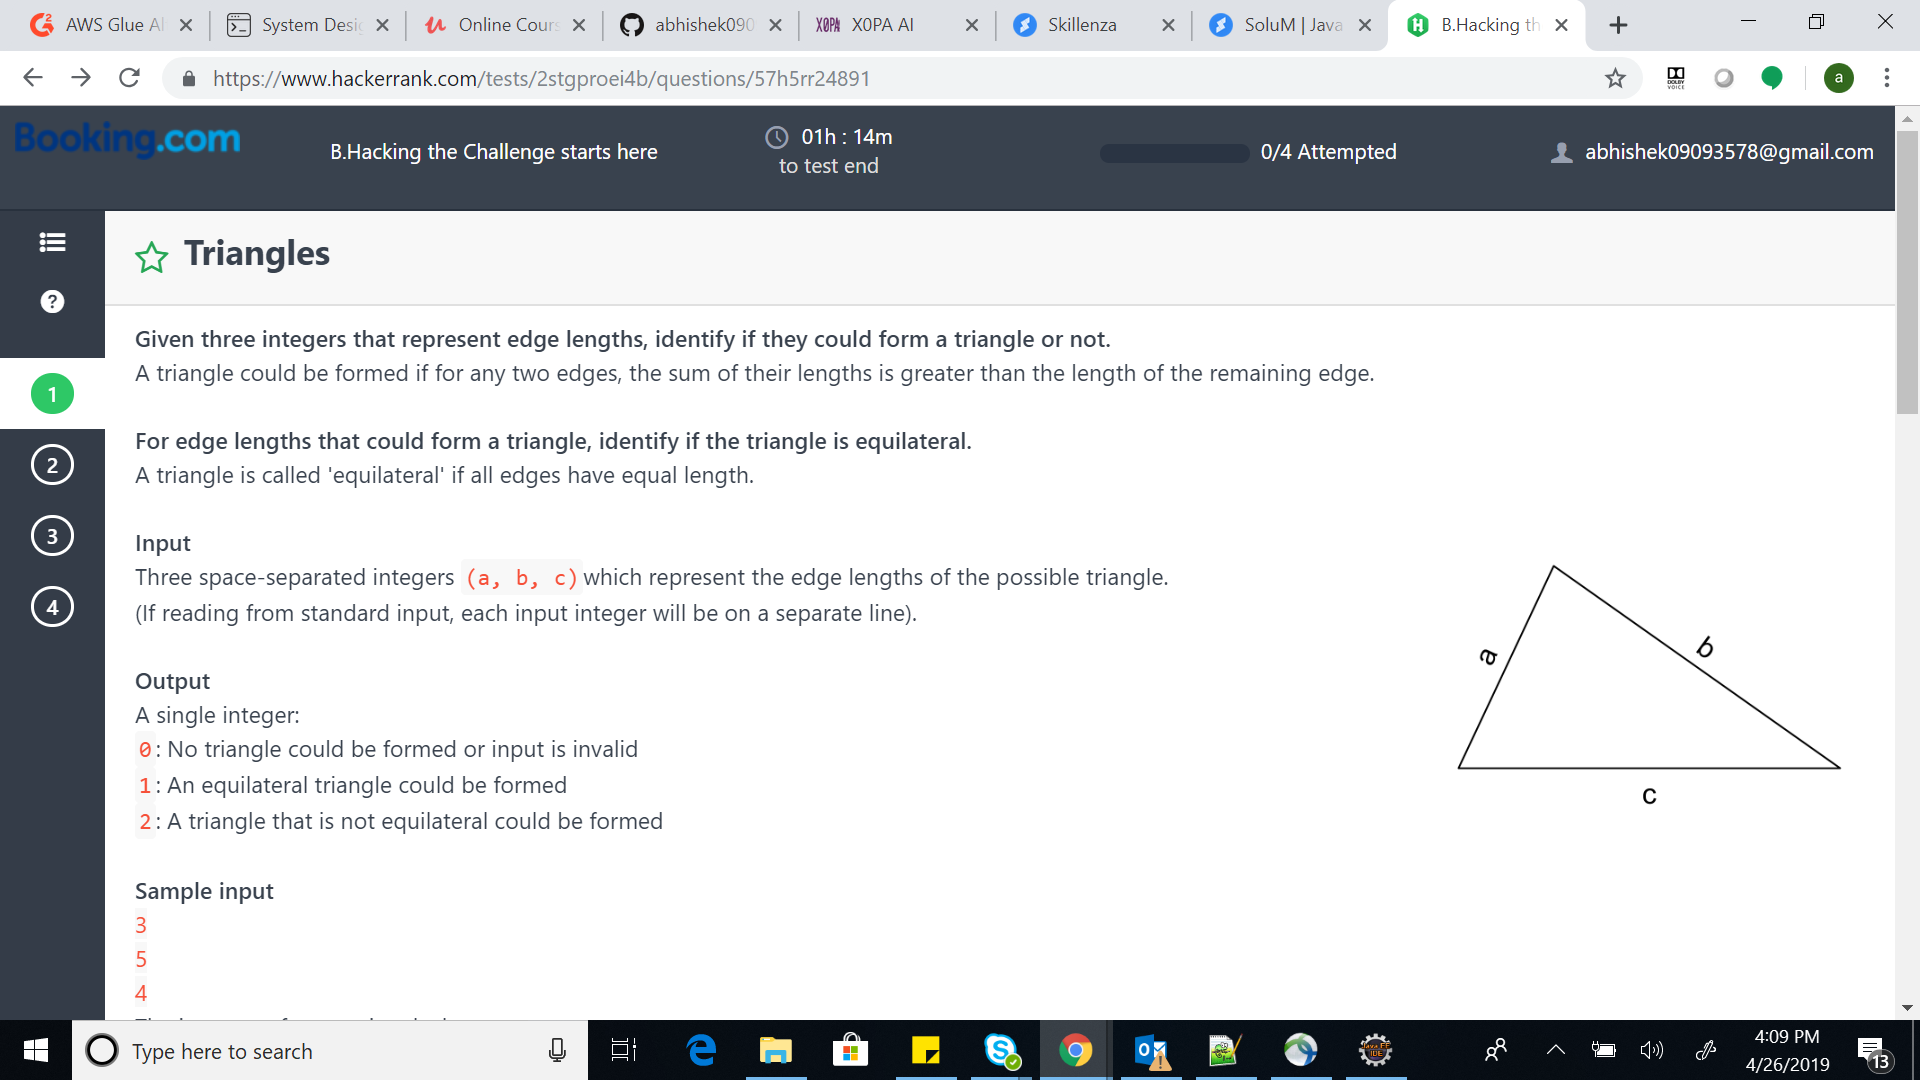 AWS Glue Al
System Desig
Online Cours
abhishek090
X0PA X0PA AI
Skillenza
SoluM | Java
B.Hacking th
https://www.hackerrank.com/tests/2stgproei4b/questions/57h5rr24891
DOLBY VOICE
a
Booking.com
B.Hacking the Challenge starts here
01h : 14m
to test end
0/4 Attempted
abhishek09093578@gmail.com
Triangles
?
1
2
3
4
Given three integers that represent edge lengths, identify if they could form a triangle or not.
A triangle could be formed if for any two edges, the sum of their lengths is greater than the length of the remaining edge.
For edge lengths that could form a triangle, identify if the triangle is equilateral.
A triangle is called 'equilateral' if all edges have equal length.
Input
Three space-separated integers (a, b, c) which represent the edge lengths of the possible triangle.
(If reading from standard input, each input integer will be on a separate line).
Output
A single integer:
0: No triangle could be formed or input is invalid
1: An equilateral triangle could be formed
2: A triangle that is not equilateral could be formed
a
b
c
Sample input
3
5
4
Type here to search
4:09 PM
4/26/2019
13